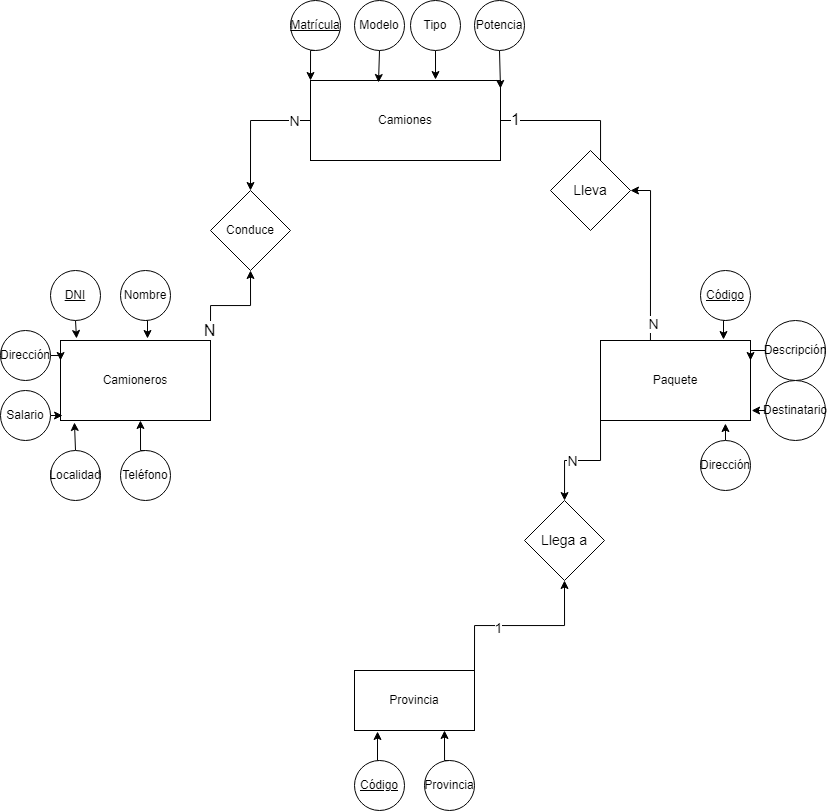 Matrícula
Modelo
Tipo
Potencia
N
Camiones
1
Lleva
Conduce
DNI
Nombre
Código
N
N
Dirección
Camioneros
Paquete
Descripción
Salario
Destinatario
Localidad
Teléfono
N
Dirección
Llega a
1
Provincia
Código
Provincia